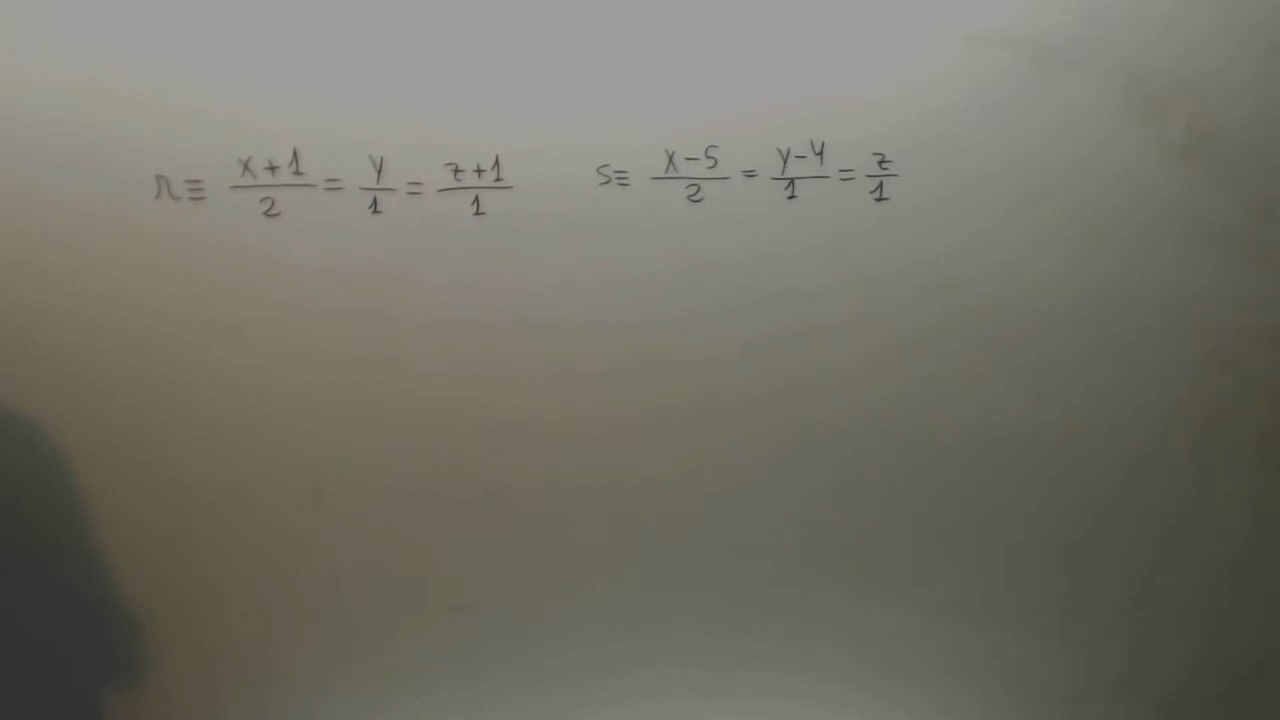 r≡ (x+1)/2 = y/1 = (z+1)/1 s≡ (x-5)/2 = (y-4)/1 = z/1